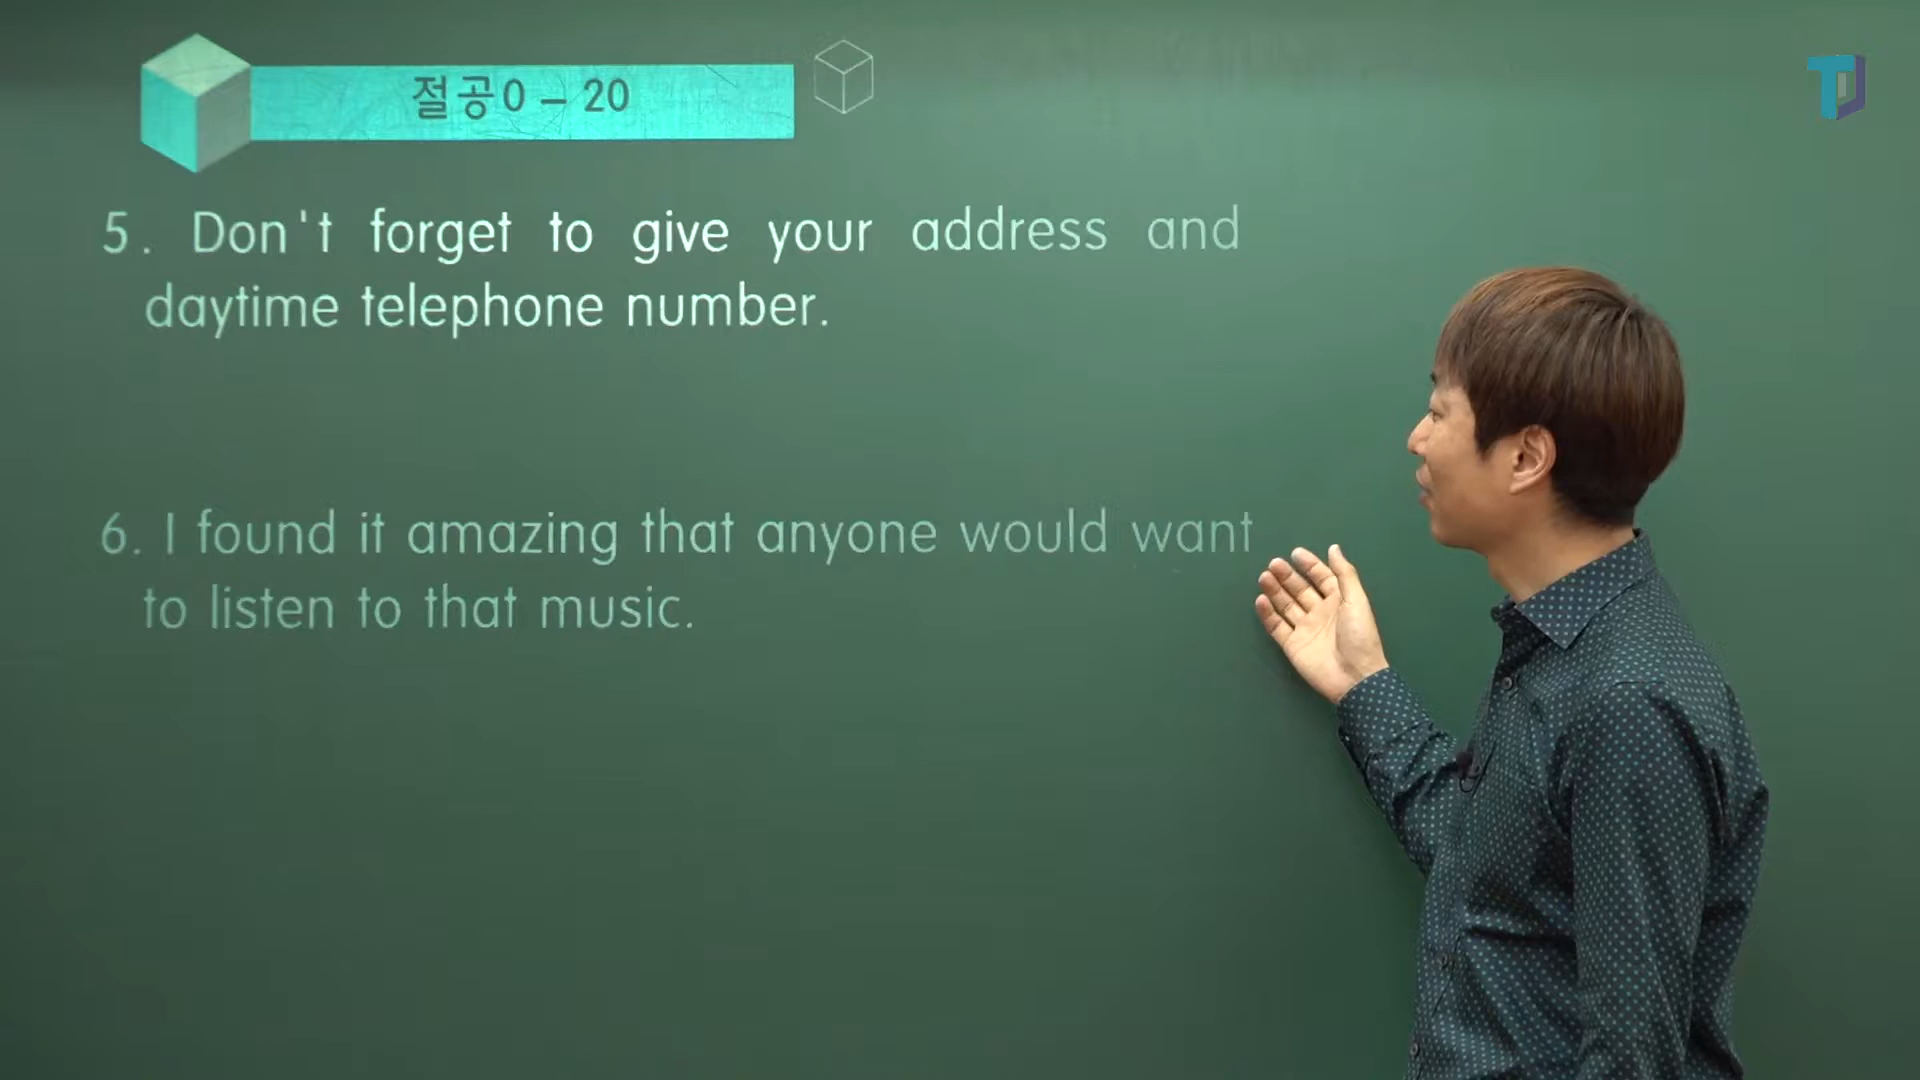 절공0 – 20
5. Don't forget to give your address and
daytime telephone number.
6. I found it amazing that anyone would want
to listen to that music.